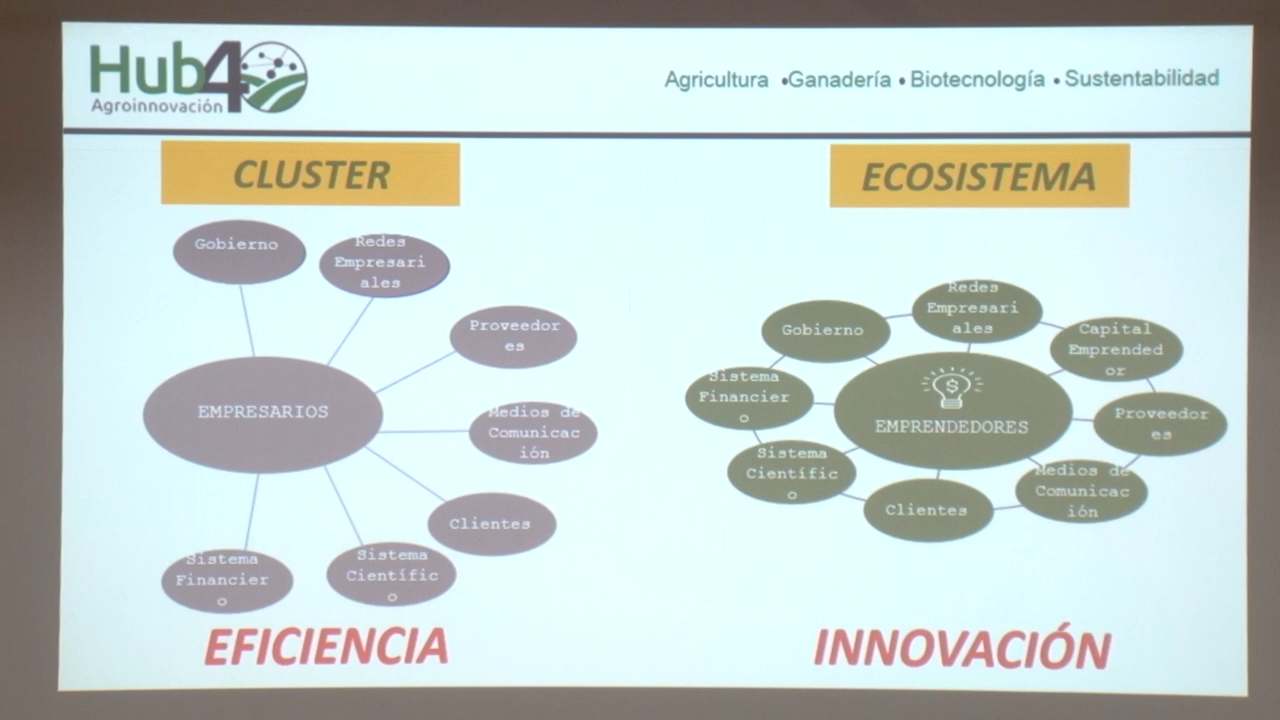 Hub40
Agroinnovación
Agricultura •Ganadería • Biotecnología • Sustentabilidad
CLUSTER
Gobierno
Redes
Empresari
ales
Proveedor
es
EMPRESARIOS
Medios de
Comunicac
ión
Clientes
Sistema
Científic
o
Sistema
Financier
o
EFICIENCIA
ECOSISTEMA
Redes
Empresari
ales
Gobierno
Capital
Emprended
or
Sistema
Financier
o
$
EMPRENDEDORES
Proveedor
es
Sistema
Científic
o
Medios de
Comunicac
ión
Clientes
INNOVACIÓN